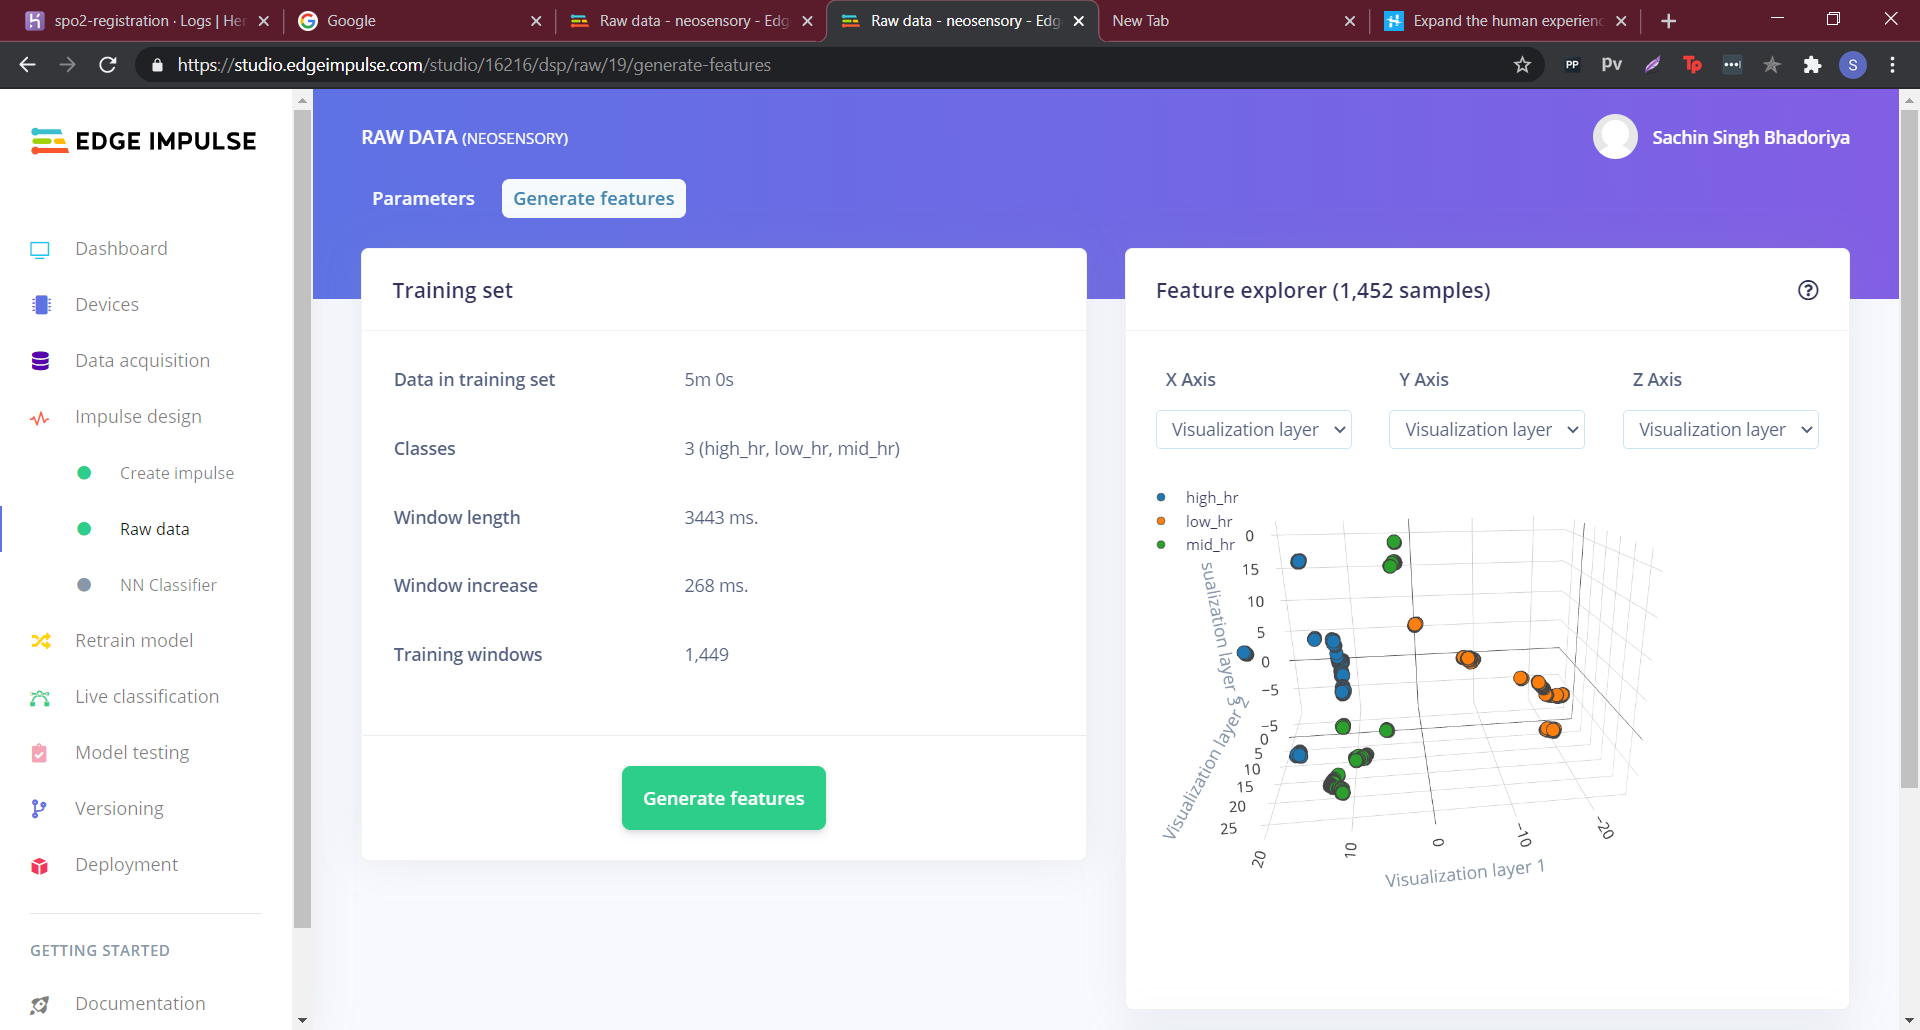 spo2-registration · Logs | Her
Google
Raw data - neosensory - Edg
Raw data - neosensory - Edg
New Tab
Expand the human experienc
https://studio.edgeimpulse.com/studio/16216/dsp/raw/19/generate-features
PP
Pv
Tp
S
EDGE IMPULSE
Dashboard
Devices
Data acquisition
Impulse design
Create impulse
Raw data
NN Classifier
Retrain model
Live classification
Model testing
Versioning
Deployment
GETTING STARTED
Documentation
RAW DATA (NEOSENSORY)
Sachin Singh Bhadoriya
Parameters
Generate features
Training set
Data in training set 5m 0s
Classes 3 (high_hr, low_hr, mid_hr)
Window length 3443 ms.
Window increase 268 ms.
Training windows 1,449
Generate features
Feature explorer (1,452 samples)
?
X Axis Y Axis Z Axis
Visualization layer Visualization layer Visualization layer
high_hr
low_hr
mid_hr
0
15
10
5
0
−5
sualization layer 3
−5
0
5
10
15
20
25
Visualization layer 2
20 10 0 −10 −20
Visualization layer 1